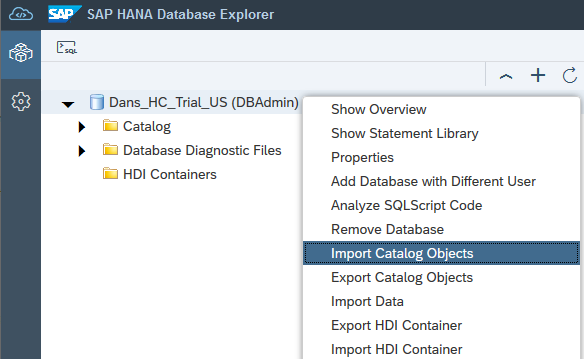 SAP SAP HANA Database Explorer
SQL
Dans_HC_Trial_US (DBAdmin)
Catalog
Database Diagnostic Files
HDI Containers
Show Overview
Show Statement Library
Properties
Add Database with Different User
Analyze SQLScript Code
Remove Database
Import Catalog Objects
Export Catalog Objects
Import Data
Export HDI Container
Import HDI Container